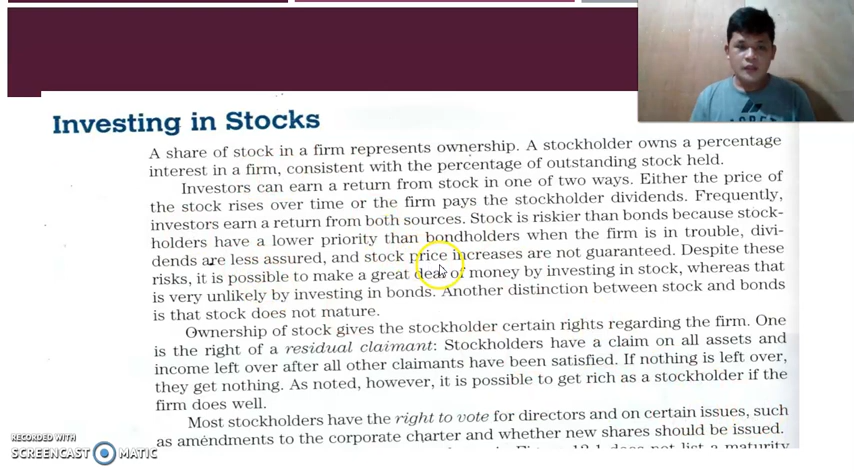 Investing in Stocks
A share of stock in a firm represents ownership. A stockholder owns a percentage
interest in a firm, consistent with the percentage of outstanding stock held.
Investors can earn a return from stock in one of two ways. Either the price of
the stock rises over time or the firm pays the stockholder dividends. Frequently,
investors earn a return from both sources. Stock is riskier than bonds because stock-
holders have a lower priority than bondholders when the firm is in trouble, divi-
dends are less assured, and stock price increases are not guaranteed. Despite these
risks, it is possible to make a great deal of money by investing in stock, whereas that
is very unlikely by investing in bonds. Another distinction between stock and bonds
is that stock does not mature.
Ownership of stock gives the stockholder certain rights regarding the firm. One
is the right of a residual claimant: Stockholders have a claim on all assets and
income left over after all other claimants have been satisfied. If nothing is left over,
they get nothing. As noted, however, it is possible to get rich as a stockholder if the
firm does well.
Most stockholders have the right to vote for directors and on certain issues, such
as amendments to the corporate charter and whether new shares should be issued.
does not list a maturity
RECORDED WITH
SCREENCAST MATIC